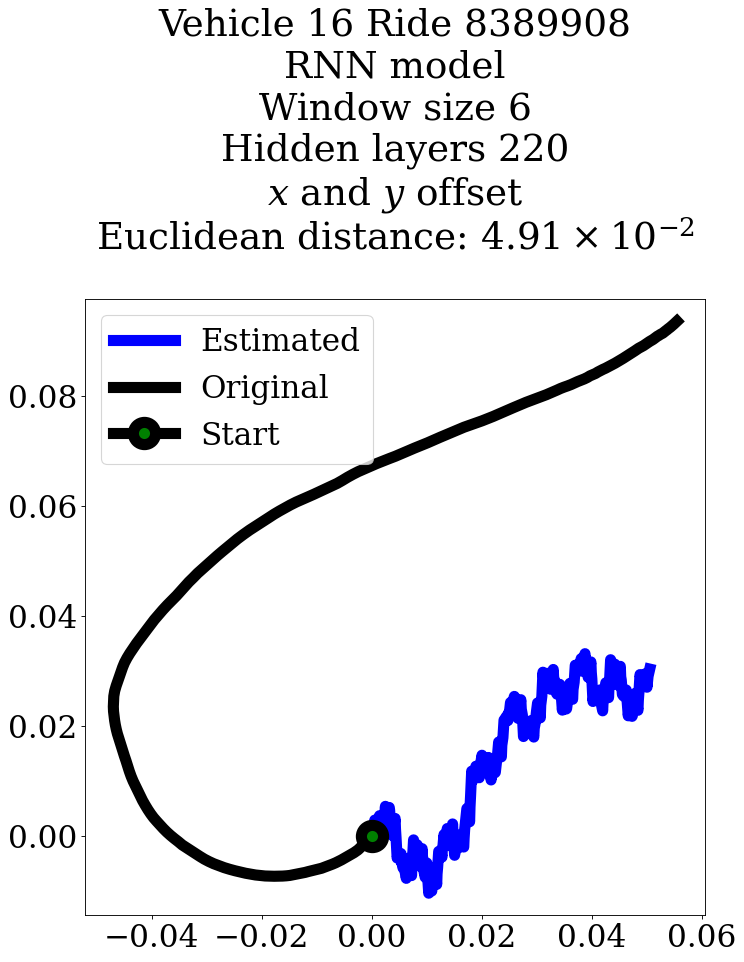 Vehicle 16 Ride 8389908
RNN model
Window size 6
Hidden layers 220
x and y offset
Euclidean distance: 4.91 × 10⁻²
Estimated
Original
Start
0.08
0.06
0.04
0.02
0.00
−0.04 −0.02 0.00 0.02 0.04 0.06